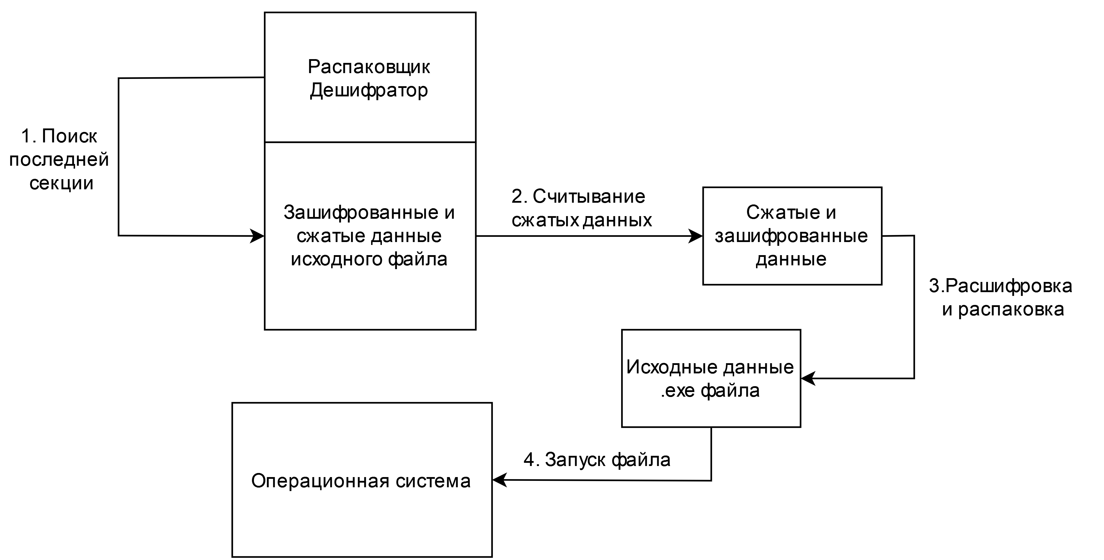 Распаковщик
Дешифратор
1. Поиск
последней
секции
Зашифрованные и
сжатые данные
исходного файла
2. Считывание
сжатых данных
Сжатые и
зашифрованные
данные
3.Расшифровка
и распаковка
Исходные данные
.exe файла
4. Запуск файла
Операционная система